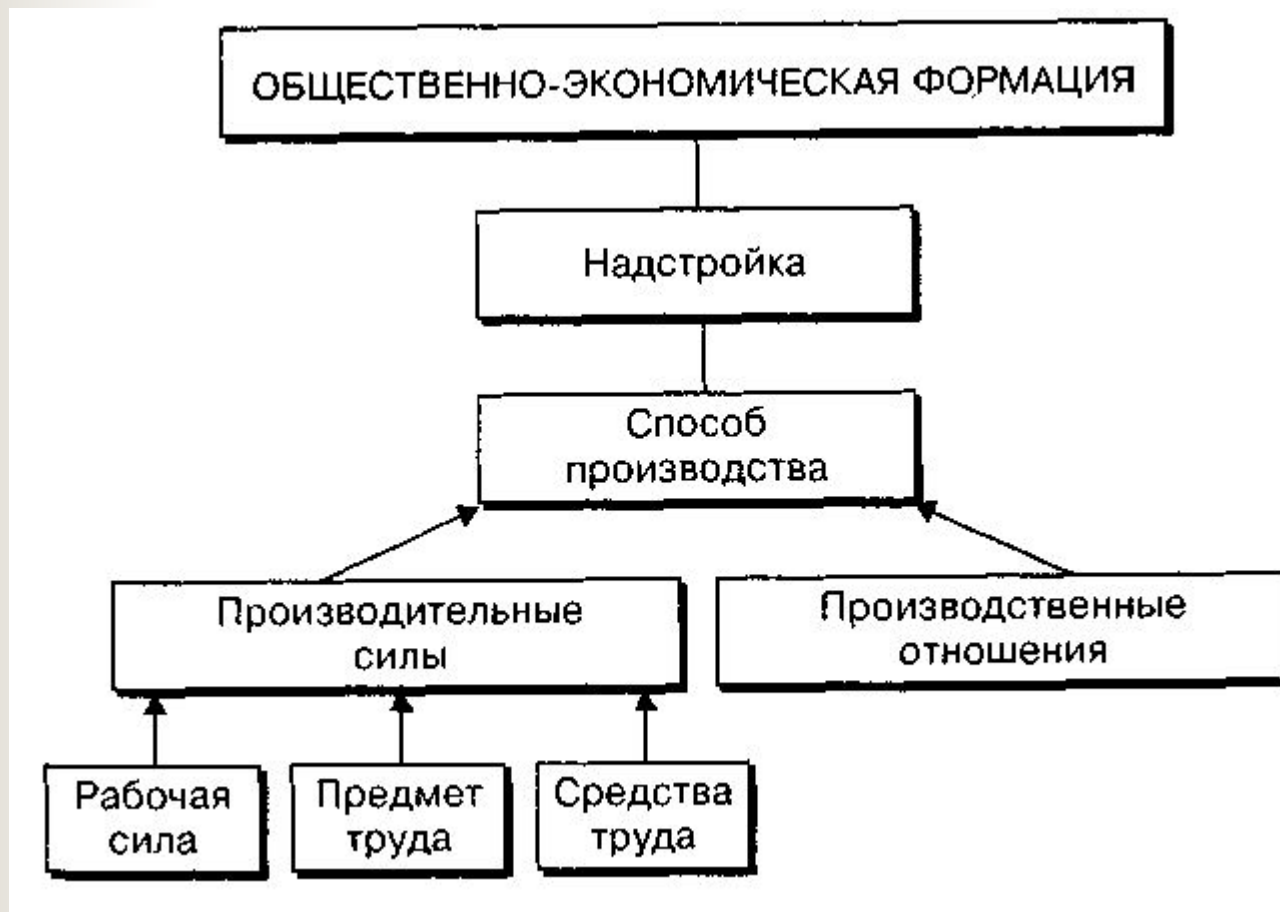 ОБЩЕСТВЕННО-ЭКОНОМИЧЕСКАЯ ФОРМАЦИЯ
Надстройка
Способ
производства
Производительные
силы
Производственные
отношения
Рабочая
сила
Предмет
труда
Средства
труда